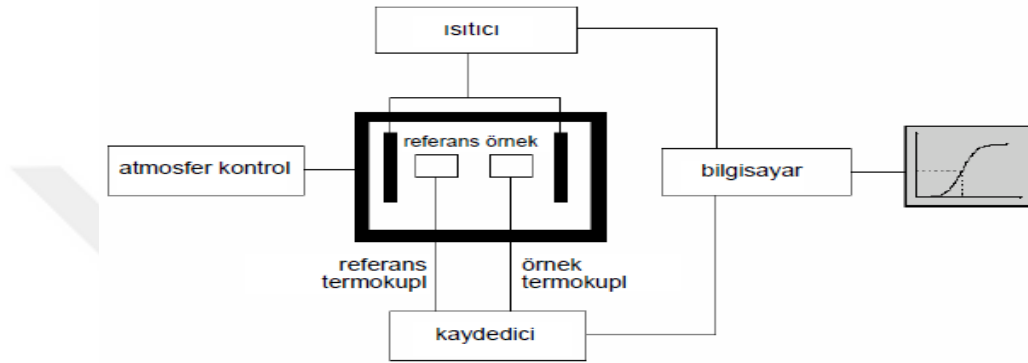 ısıtıcı
referans örnek
atmosfer kontrol
bilgisayar
referans
termokupl
örnek
termokupl
kaydedici